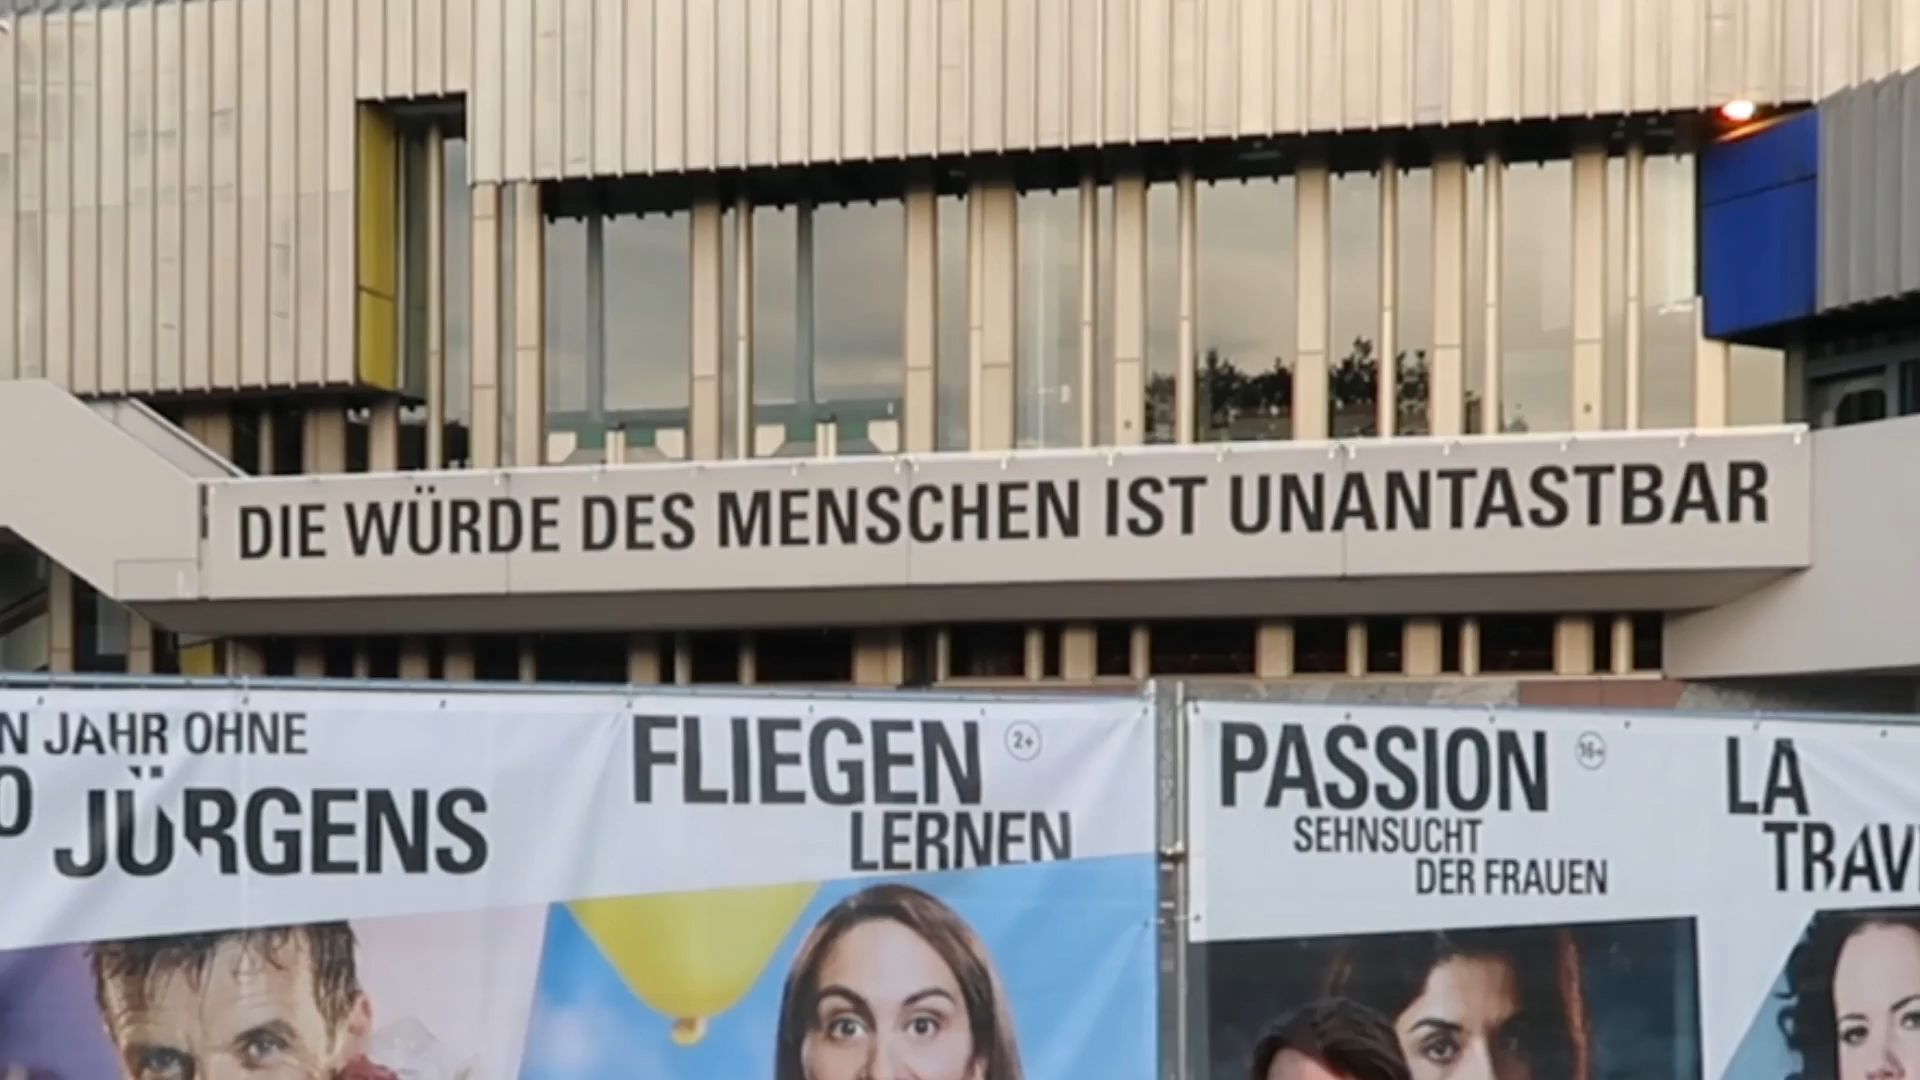 DIE WÜRDE DES MENSCHEN IST UNANTASTBAR
N JAHR OHNE
O JÜRGENS
FLIEGEN 2+
LERNEN
PASSION 16+
SEHNSUCHT
DER FRAUEN
LA
TRAV